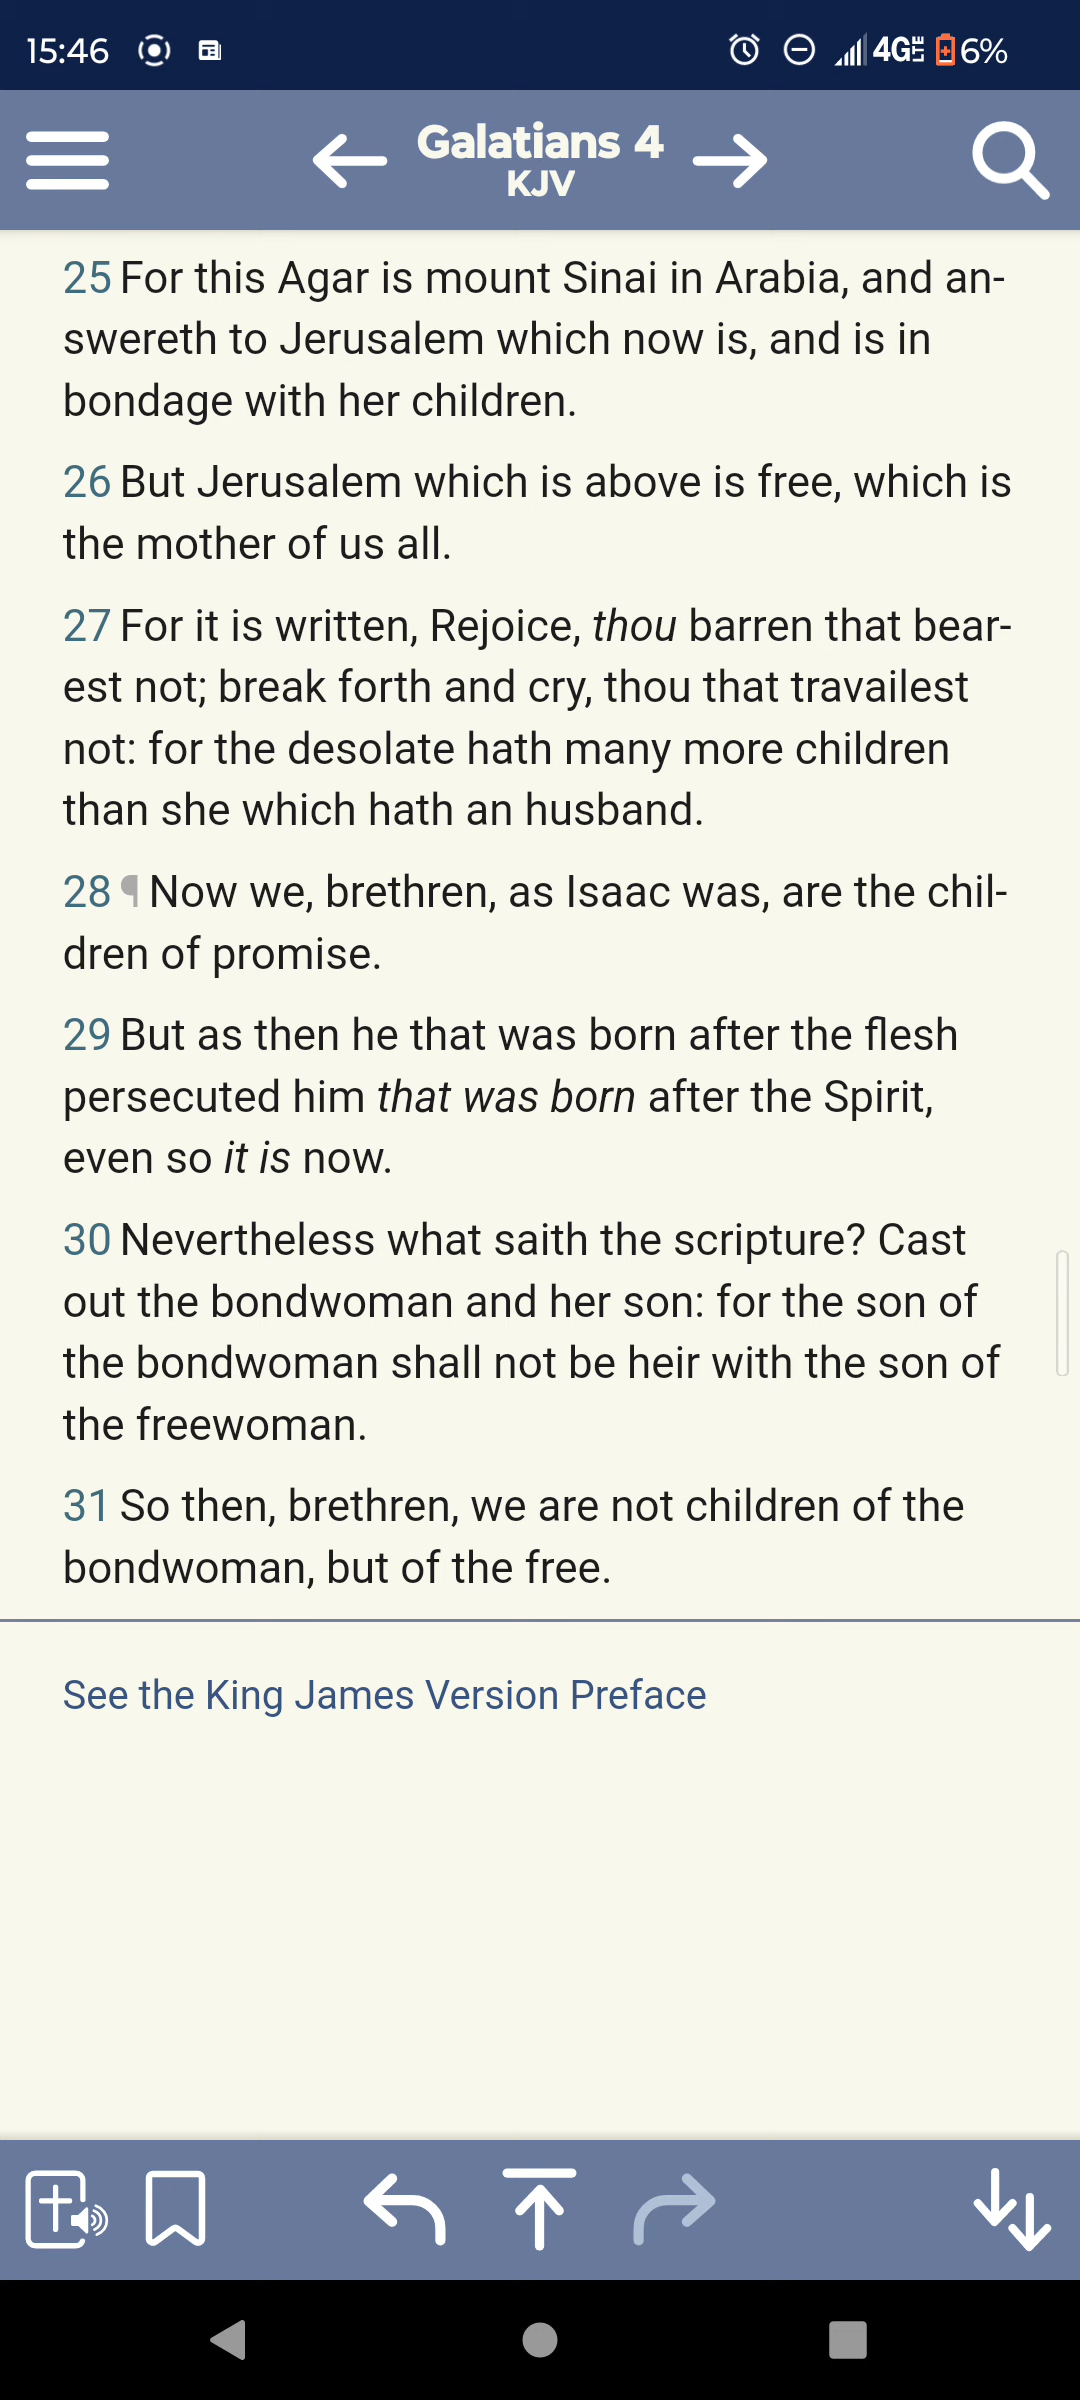 15:46 4G LTE 6%
Galatians 4
KJV
25 For this Agar is mount Sinai in Arabia, and an-
swereth to Jerusalem which now is, and is in
bondage with her children.
26 But Jerusalem which is above is free, which is
the mother of us all.
27 For it is written, Rejoice, thou barren that bear-
est not; break forth and cry, thou that travailest
not: for the desolate hath many more children
than she which hath an husband.
28 ¶ Now we, brethren, as Isaac was, are the chil-
dren of promise.
29 But as then he that was born after the flesh
persecuted him that was born after the Spirit,
even so it is now.
30 Nevertheless what saith the scripture? Cast
out the bondwoman and her son: for the son of
the bondwoman shall not be heir with the son of
the freewoman.
31 So then, brethren, we are not children of the
bondwoman, but of the free.
See the King James Version Preface